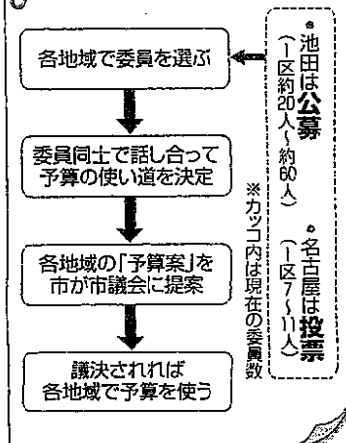 各地域で委員を選ぶ
委員同士で話し合って
予算の使い道を決定
各地域の「予算案」を
市が市議会に提案
議決されれば
各地域で予算を使う
池田は公募
(1区約20人〜約60人)
名古屋は投票
(1区7〜11人)
※カッコ内は現在の委員数